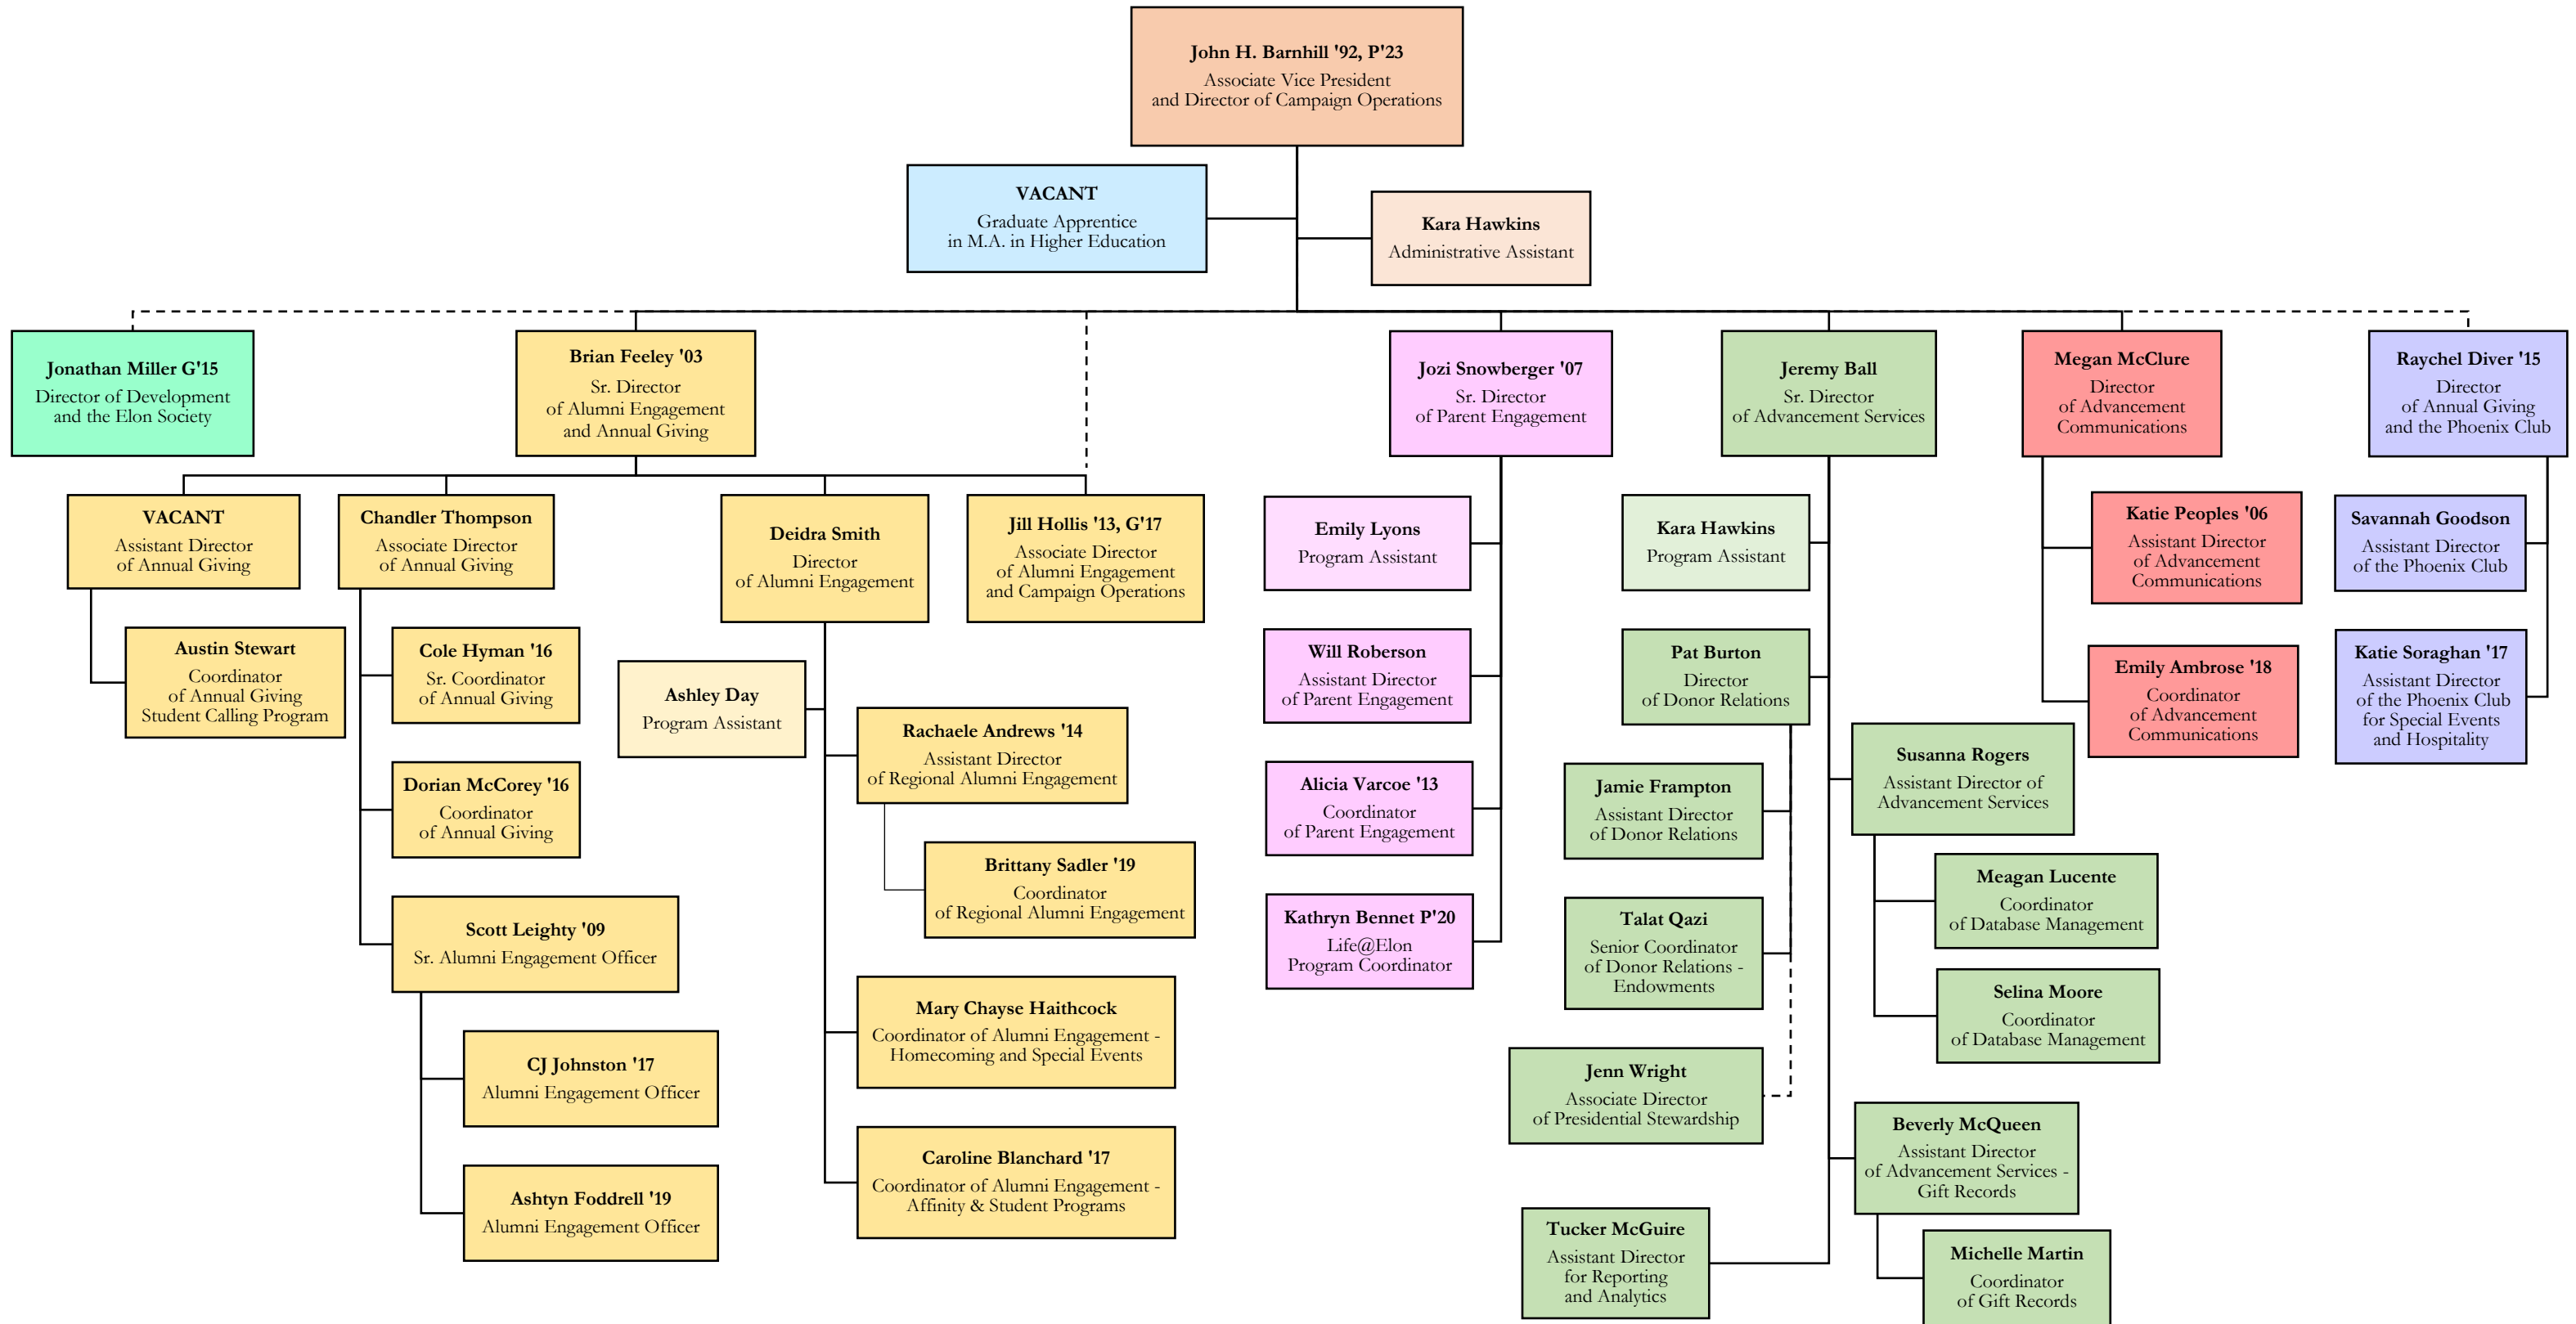 John H. Barnhill '92, P'23
Associate Vice President
and Director of Campaign Operations
VACANT
Graduate Apprentice
in M.A. in Higher Education
Kara Hawkins
Administrative Assistant
Jonathan Miller G'15
Director of Development
and the Elon Society
Brian Feeley '03
Sr. Director
of Alumni Engagement
and Annual Giving
Jozi Snowberger '07
Sr. Director
of Parent Engagement
Jeremy Ball
Sr. Director
of Advancement Services
Megan McClure
Director
of Advancement
Communications
Raychel Diver '15
Director
of Annual Giving
and the Phoenix Club
VACANT
Assistant Director
of Annual Giving
Austin Stewart
Coordinator
of Annual Giving
Student Calling Program
Chandler Thompson
Associate Director
of Annual Giving
Cole Hyman '16
Sr. Coordinator
of Annual Giving
Dorian McCorey '16
Coordinator
of Annual Giving
Scott Leighty '09
Sr. Alumni Engagement Officer
CJ Johnston '17
Alumni Engagement Officer
Ashtyn Foddrell '19
Alumni Engagement Officer
Deidra Smith
Director
of Alumni Engagement
Ashley Day
Program Assistant
Rachaele Andrews '14
Assistant Director
of Regional Alumni Engagement
Brittany Sadler '19
Coordinator
of Regional Alumni Engagement
Mary Chayse Haithcock
Coordinator of Alumni Engagement -
Homecoming and Special Events
Caroline Blanchard '17
Coordinator of Alumni Engagement -
Affinity & Student Programs
Jill Hollis '13, G'17
Associate Director
of Alumni Engagement
and Campaign Operations
Emily Lyons
Program Assistant
Will Roberson
Assistant Director
of Parent Engagement
Alicia Varcoe '13
Coordinator
of Parent Engagement
Kathryn Bennet P'20
Life@Elon
Program Coordinator
Kara Hawkins
Program Assistant
Pat Burton
Director
of Donor Relations
Jamie Frampton
Assistant Director
of Donor Relations
Talat Qazi
Senior Coordinator
of Donor Relations -
Endowments
Jenn Wright
Associate Director
of Presidential Stewardship
Susanna Rogers
Assistant Director of
Advancement Services
Meagan Lucente
Coordinator
of Database Management
Selina Moore
Coordinator
of Database Management
Beverly McQueen
Assistant Director
of Advancement Services -
Gift Records
Michelle Martin
Coordinator
of Gift Records
Tucker McGuire
Assistant Director
for Reporting
and Analytics
Katie Peoples '06
Assistant Director
of Advancement
Communications
Emily Ambrose '18
Coordinator
of Advancement
Communications
Savannah Goodson
Assistant Director
of the Phoenix Club
Katie Soraghan '17
Assistant Director
of the Phoenix Club
for Special Events
and Hospitality